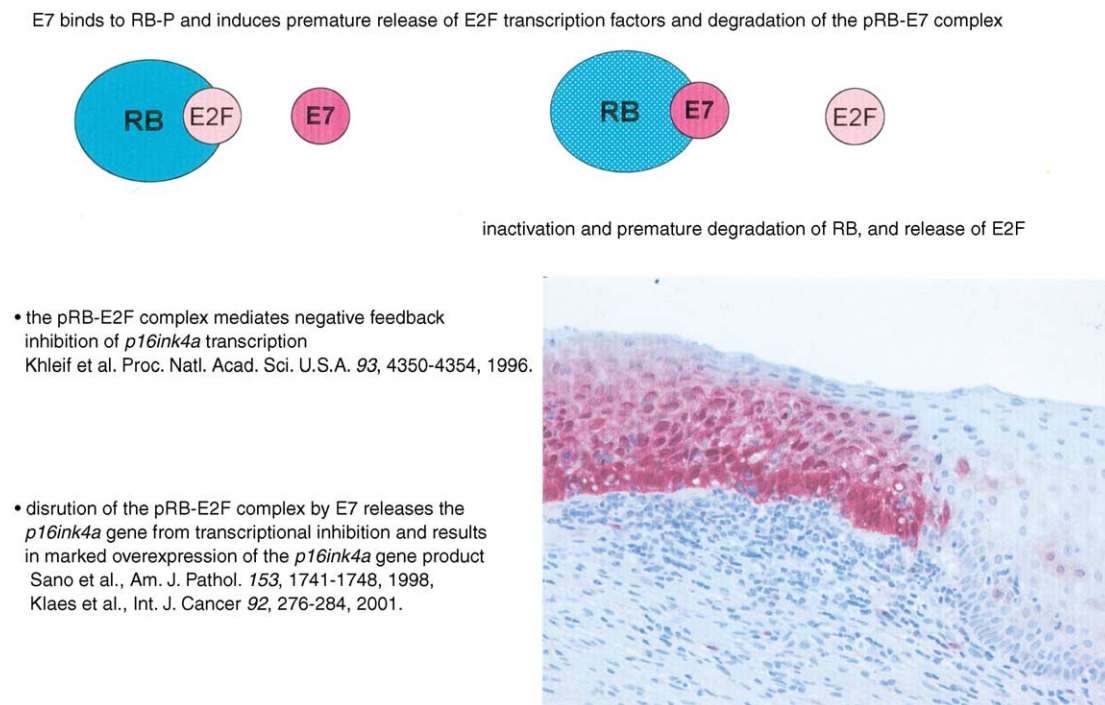 E7 binds to RB-P and induces premature release of E2F transcription factors and degradation of the pRB-E7 complex
RB
E2F
E7
RB
E7
E2F
inactivation and premature degradation of RB, and release of E2F
• the pRB-E2F complex mediates negative feedback
inhibition of p16ink4a transcription
Khleif et al. Proc. Natl. Acad. Sci. U.S.A. 93, 4350-4354, 1996.
• disrution of the pRB-E2F complex by E7 releases the
p16ink4a gene from transcriptional inhibition and results
in marked overexpression of the p16ink4a gene product
Sano et al., Am. J. Pathol. 153, 1741-1748, 1998,
Klaes et al., Int. J. Cancer 92, 276-284, 2001.